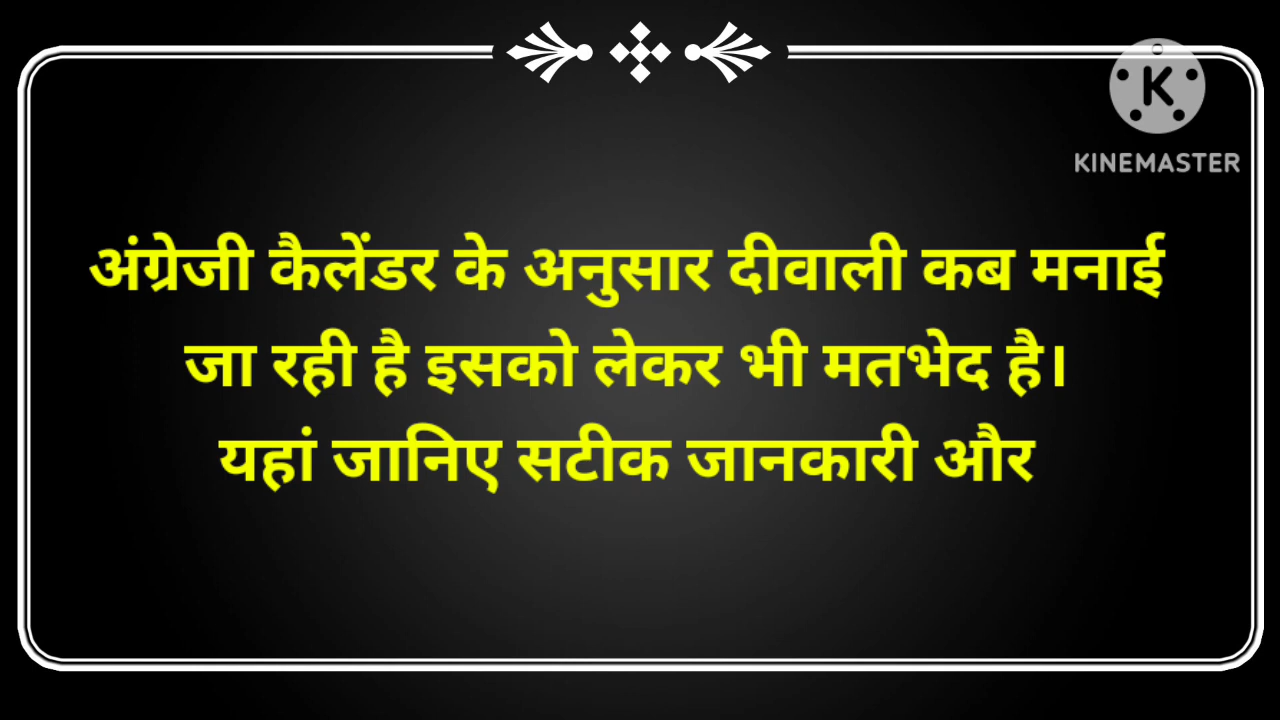 K
KINEMASTER
अंग्रेजी कैलेंडर के अनुसार दीवाली कब मनाई
जा रही है इसको लेकर भी मतभेद है।
यहां जानिए सटीक जानकारी और